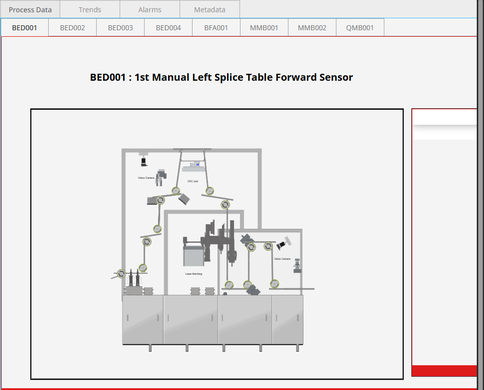 Process Data Trends Alarms Metadata
BED001 BED002 BED003 BED004 BFA001 MMB001 MMB002 QMB001
BED001 : 1st Manual Left Splice Table Forward Sensor